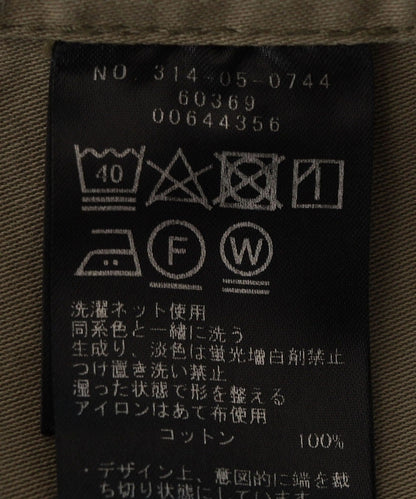 NO. 314-05-0744
60369
00644356
40
F
W
洗濯ネット使用
同系色と一緒に洗う
生成り、淡色は蛍光増白剤禁止
つけ置き洗い禁止
湿った状態で形を整える
アイロンはあて布使用
コットン 100%
・デザイン上、意図的に端を裁
ち切り状態にしています